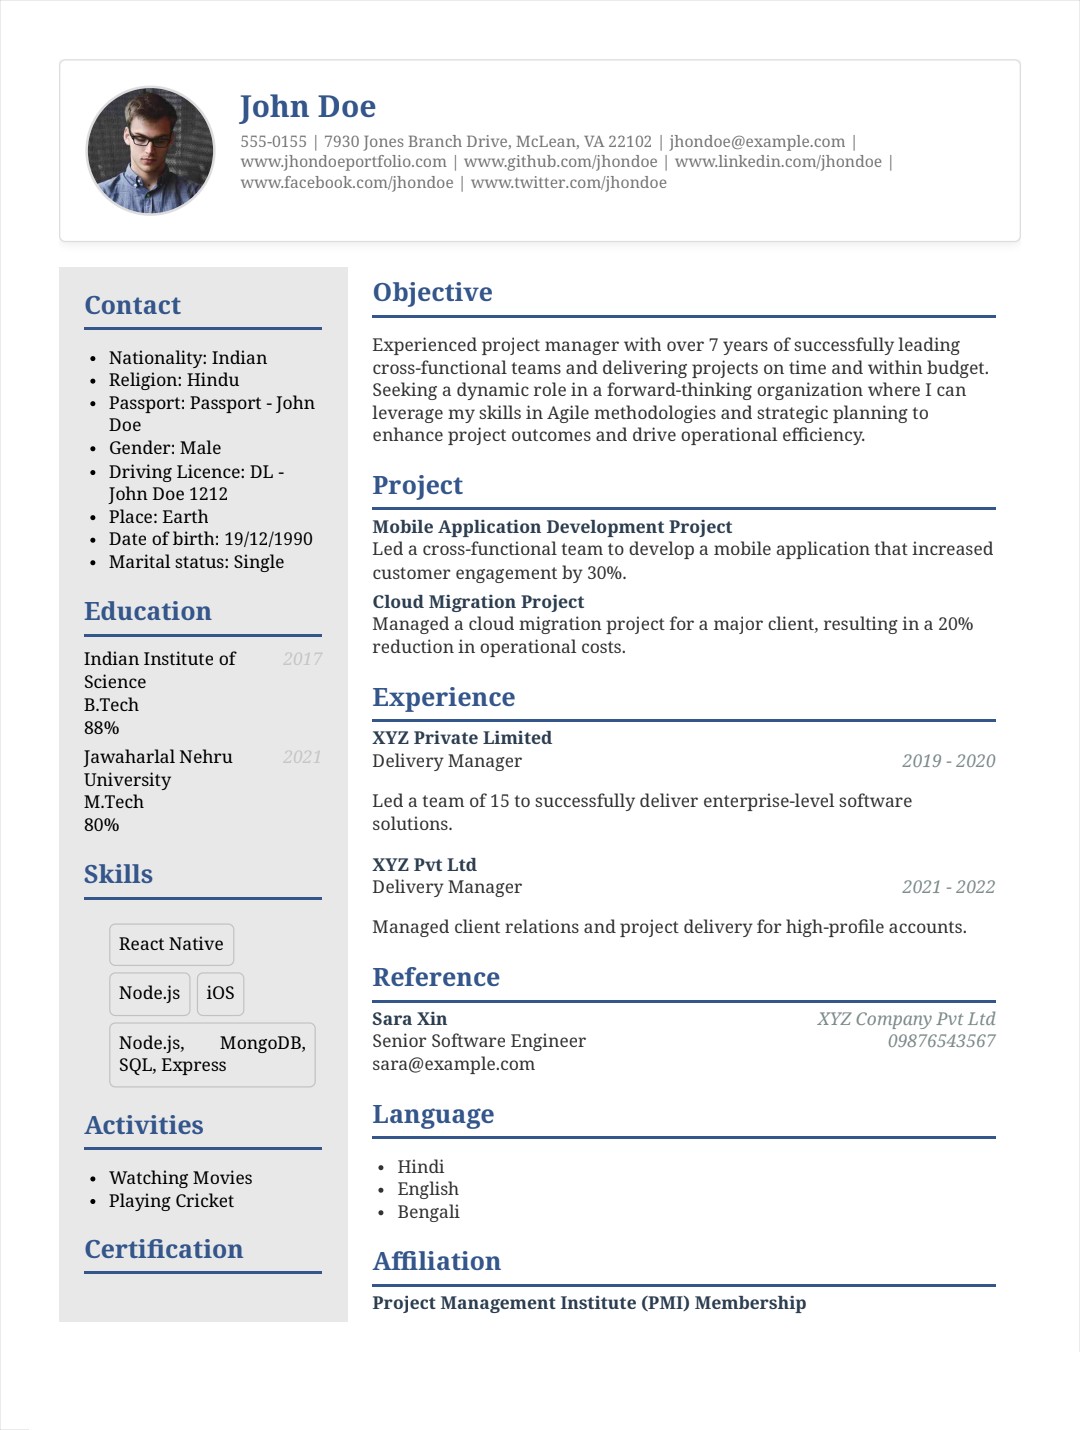 John Doe
555-0155 | 7930 Jones Branch Drive, McLean, VA 22102 | jhondoe@example.com |
www.jhondoeportfolio.com | www.github.com/jhondoe | www.linkedin.com/jhondoe |
www.facebook.com/jhondoe | www.twitter.com/jhondoe
Contact
• Nationality: Indian
• Religion: Hindu
• Passport: Passport - John
Doe
• Gender: Male
• Driving Licence: DL -
John Doe 1212
• Place: Earth
• Date of birth: 19/12/1990
• Marital status: Single
Education
Indian Institute of 2017
Science
B.Tech
88%
Jawaharlal Nehru 2021
University
M.Tech
80%
Skills
React Native
Node.js iOS
Node.js, MongoDB,
SQL, Express
Activities
• Watching Movies
• Playing Cricket
Certification
Objective
Experienced project manager with over 7 years of successfully leading
cross-functional teams and delivering projects on time and within budget.
Seeking a dynamic role in a forward-thinking organization where I can
leverage my skills in Agile methodologies and strategic planning to
enhance project outcomes and drive operational efficiency.
Project
Mobile Application Development Project
Led a cross-functional team to develop a mobile application that increased
customer engagement by 30%.
Cloud Migration Project
Managed a cloud migration project for a major client, resulting in a 20%
reduction in operational costs.
Experience
XYZ Private Limited
Delivery Manager 2019 - 2020
Led a team of 15 to successfully deliver enterprise-level software
solutions.
XYZ Pvt Ltd
Delivery Manager 2021 - 2022
Managed client relations and project delivery for high-profile accounts.
Reference
Sara Xin XYZ Company Pvt Ltd
Senior Software Engineer 09876543567
sara@example.com
Language
• Hindi
• English
• Bengali
Affiliation
Project Management Institute (PMI) Membership